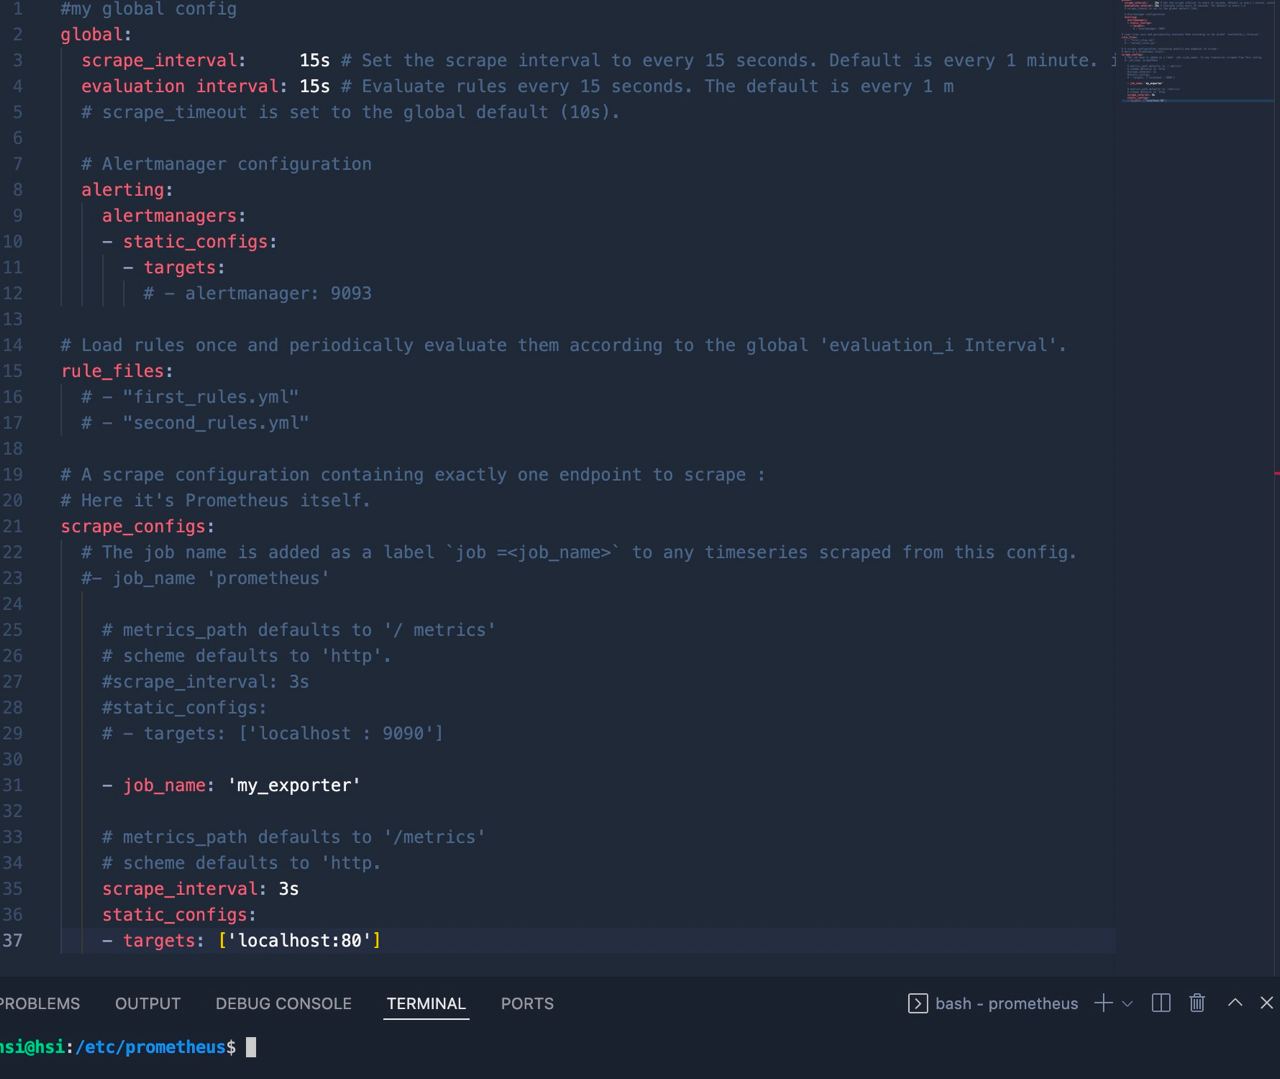 1 #my global config
2 global:
3 scrape_interval: 15s # Set the scrape interval to every 15 seconds. Default is every 1 minute.
4 evaluation interval: 15s # Evaluate rules every 15 seconds. The default is every 1 m
5 # scrape_timeout is set to the global default (10s).
6
7 # Alertmanager configuration
8 alerting:
9 alertmanagers:
10 - static_configs:
11 - targets:
12 # - alertmanager: 9093
13
14 # Load rules once and periodically evaluate them according to the global 'evaluation_i Interval'.
15 rule_files:
16 # - "first_rules.yml"
17 # - "second_rules.yml"
18
19 # A scrape configuration containing exactly one endpoint to scrape :
20 # Here it's Prometheus itself.
21 scrape_configs:
22 # The job name is added as a label `job =<job_name>` to any timeseries scraped from this config.
23 #- job_name 'prometheus'
24
25 # metrics_path defaults to '/ metrics'
26 # scheme defaults to 'http'.
27 #scrape_interval: 3s
28 #static_configs:
29 # - targets: ['localhost : 9090']
30
31 - job_name: 'my_exporter'
32
33 # metrics_path defaults to '/metrics'
34 # scheme defaults to 'http.
35 scrape_interval: 3s
36 static_configs:
37 - targets: ['localhost:80']
PROBLEMS OUTPUT DEBUG CONSOLE TERMINAL PORTS bash - prometheus
hsi@hsi:/etc/prometheus$